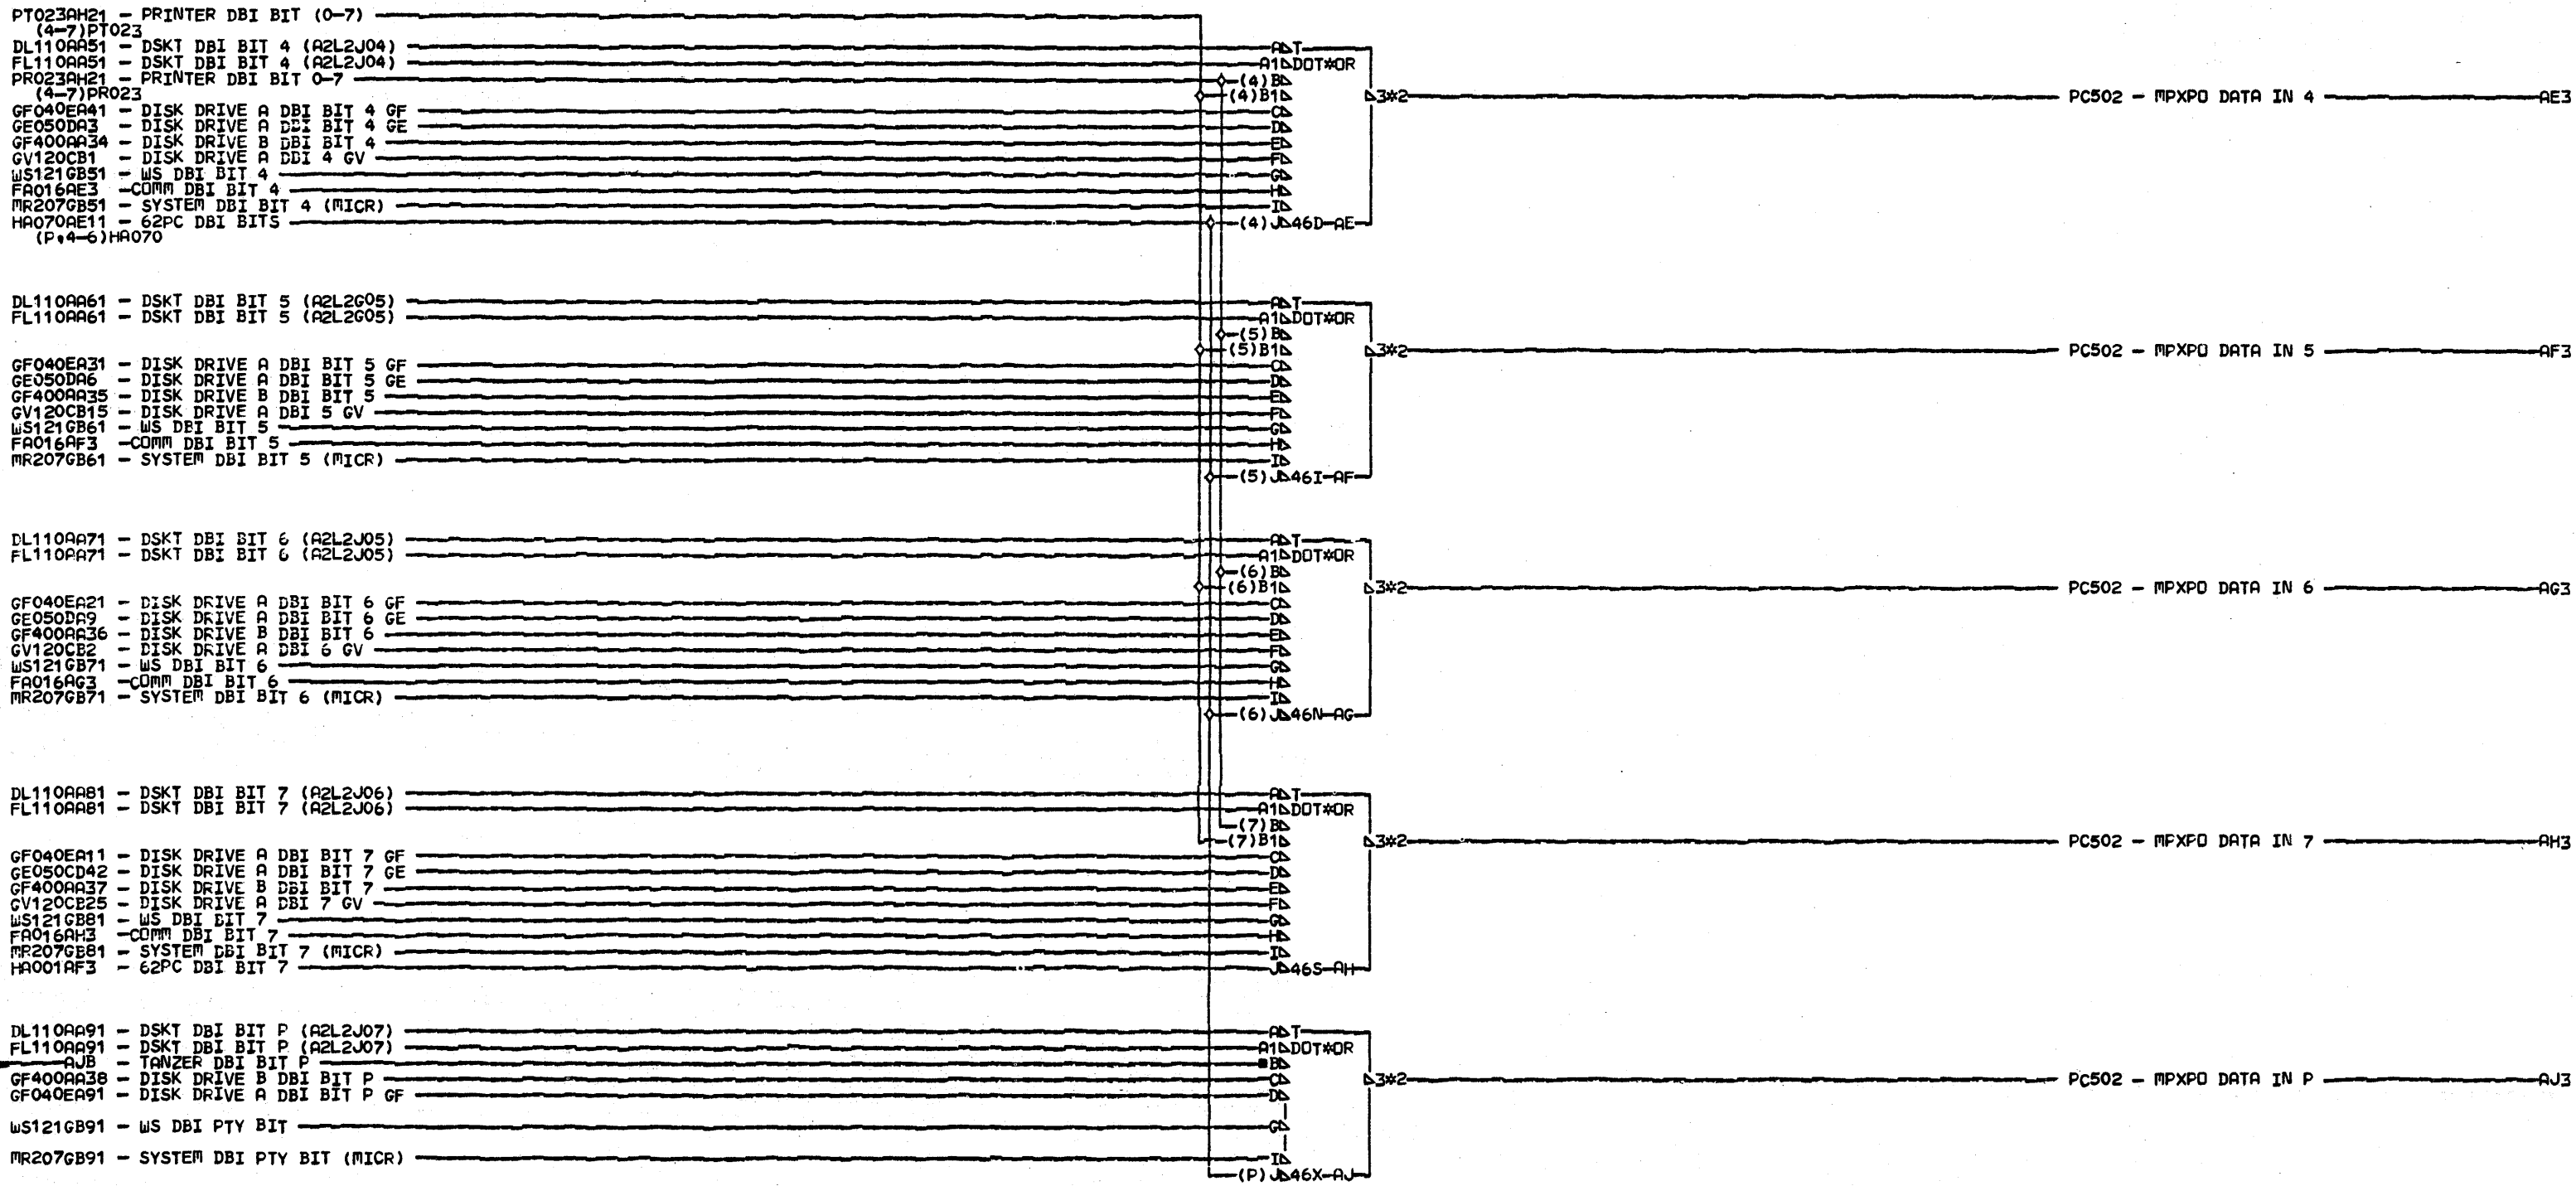 PT023AH21 - PRINTER DBI BIT (0-7)
(4-7)PT023
DL110AA51 - DSKT DBI BIT 4 (A2L2J04) A T
FL110AA51 - DSKT DBI BIT 4 (A2L2J04) A1 DOT*OR
PR023AH21 - PRINTER DBI BIT 0-7 (4) B
(4-7)PR023 (4) B1 3*2 PC502 - MPXPO DATA IN 4 AE3
GF040EA41 - DISK DRIVE A DBI BIT 4 GF C
GE050DA3 - DISK DRIVE A DBI BIT 4 GE D
GF400AA34 - DISK DRIVE B DBI BIT 4 E
GV120CB1 - DISK DRIVE A DBI 4 GV F
WS121GB51 - WS DBI BIT 4 G
FA016AE3 -COMM DBI BIT 4 H
MR207GB51 - SYSTEM DBI BIT 4 (MICR) I
HA070AE11 - 62PC DBI BITS (4) J 46D-AE
(P,4-6)HA070
DL110AA61 - DSKT DBI BIT 5 (A2L2G05) A T
FL110AA61 - DSKT DBI BIT 5 (A2L2G05) A1 DOT*OR
(5) B
(5) B1 3*2 PC502 - MPXPO DATA IN 5 AF3
GF040EA31 - DISK DRIVE A DBI BIT 5 GF C
GE050DA6 - DISK DRIVE A DBI BIT 5 GE D
GF400AA35 - DISK DRIVE B DBI BIT 5 E
GV120CB15 - DISK DRIVE A DBI 5 GV F
WS121GB61 - WS DBI BIT 5 G
FA016AF3 -COMM DBI BIT 5 H
MR207GB61 - SYSTEM DBI BIT 5 (MICR) I
(5) J 46I-AF
DL110AA71 - DSKT DBI BIT 6 (A2L2J05) A T
FL110AA71 - DSKT DBI BIT 6 (A2L2J05) A1 DOT*OR
(6) B
(6) B1 3*2 PC502 - MPXPO DATA IN 6 AG3
GF040EA21 - DISK DRIVE A DBI BIT 6 GF C
GE050DA9 - DISK DRIVE A DBI BIT 6 GE D
GF400AA36 - DISK DRIVE B DBI BIT 6 E
GV120CB2 - DISK DRIVE A DBI 6 GV F
WS121GB71 - WS DBI BIT 6 G
FA016AG3 -COMM DBI BIT 6 H
MR207GB71 - SYSTEM DBI BIT 6 (MICR) I
(6) J 46N-AG
DL110AA81 - DSKT DBI BIT 7 (A2L2J06) A T
FL110AA81 - DSKT DBI BIT 7 (A2L2J06) A1 DOT*OR
(7) B
(7) B1 3*2 PC502 - MPXPO DATA IN 7 AH3
GF040EA11 - DISK DRIVE A DBI BIT 7 GF C
GE050CD42 - DISK DRIVE A DBI BIT 7 GE D
GF400AA37 - DISK DRIVE B DBI BIT 7 E
GV120CB25 - DISK DRIVE A DBI 7 GV F
WS121GB81 - WS DBI BIT 7 G
FA016AH3 -COMM DBI BIT 7 H
MR207GB81 - SYSTEM DBI BIT 7 (MICR) I
HA001AF3 - 62PC DBI BIT 7 J 46S-AH
DL110AA91 - DSKT DBI BIT P (A2L2J07) A T
FL110AA91 - DSKT DBI BIT P (A2L2J07) A1 DOT*OR
AJB - TANZER DBI BIT P B
GF400AA38 - DISK DRIVE B DBI BIT P C 3*2 PC502 - MPXPO DATA IN P AJ3
GF040EA91 - DISK DRIVE A DBI BIT P GF D
WS121GB91 - WS DBI PTY BIT G
MR207GB91 - SYSTEM DBI PTY BIT (MICR) I
(P) J 46X-AJ